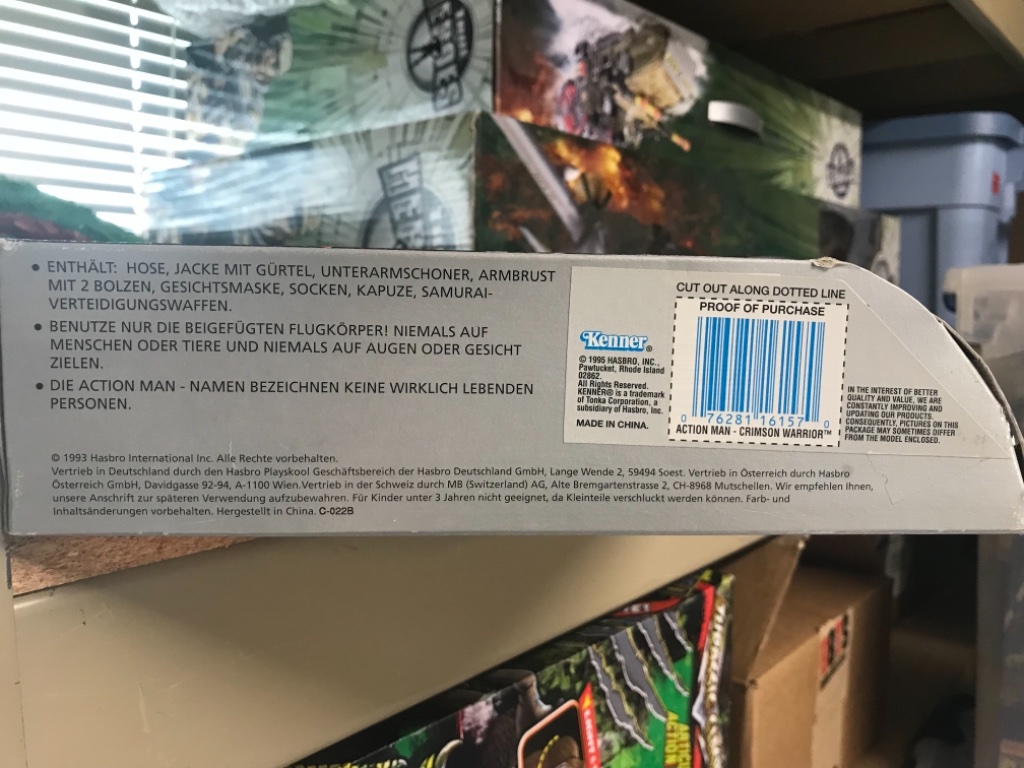 • ENTHÄLT: HOSE, JACKE MIT GÜRTEL, UNTERARMSCHONER, ARMBRUST
MIT 2 BOLZEN, GESICHTSMASKE, SOCKEN, KAPUZE, SAMURAI-
VERTEIDIGUNGSWAFFEN.
• BENUTZE NUR DIE BEIGEFÜGTEN FLUGKÖRPER! NIEMALS AUF
MENSCHEN ODER TIERE UND NIEMALS AUF AUGEN ODER GESICHT
ZIELEN.
• DIE ACTION MAN - NAMEN BEZEICHNEN KEINE WIRKLICH LEBENDEN
PERSONEN.
Kenner®
© 1995 HASBRO, INC.,
Pawtucket, Rhode Island
02862.
All Rights Reserved.
KENNER® is a trademark
of Tonka Corporation, a
subsidiary of Hasbro, Inc.
MADE IN CHINA.
CUT OUT ALONG DOTTED LINE
PROOF OF PURCHASE
0 76281 16157 0
ACTION MAN - CRIMSON WARRIOR™
IN THE INTEREST OF BETTER
QUALITY AND VALUE, WE ARE
CONSTANTLY IMPROVING AND
UPDATING OUR PRODUCTS.
CONSEQUENTLY, PICTURES ON THIS
PACKAGE MAY SOMETIMES DIFFER
FROM THE MODEL ENCLOSED.
© 1993 Hasbro International Inc. Alle Rechte vorbehalten.
Vertrieb in Deutschland durch den Hasbro Playskool Geschäftsbereich der Hasbro Deutschland GmbH, Lange Wende 2, 59494 Soest. Vertrieb in Österreich durch Hasbro
Österreich GmbH, Davidgasse 92-94, A-1100 Wien.Vertrieb in der Schweiz durch MB (Switzerland) AG, Alte Bremgartenstrasse 2, CH-8968 Mutschellen. Wir empfehlen Ihnen,
unsere Anschrift zur späteren Verwendung aufzubewahren. Für Kinder unter 3 Jahren nicht geeignet, da Kleinteile verschluckt werden können. Farb- und
Inhaltsänderungen vorbehalten. Hergestellt in China. C-022B